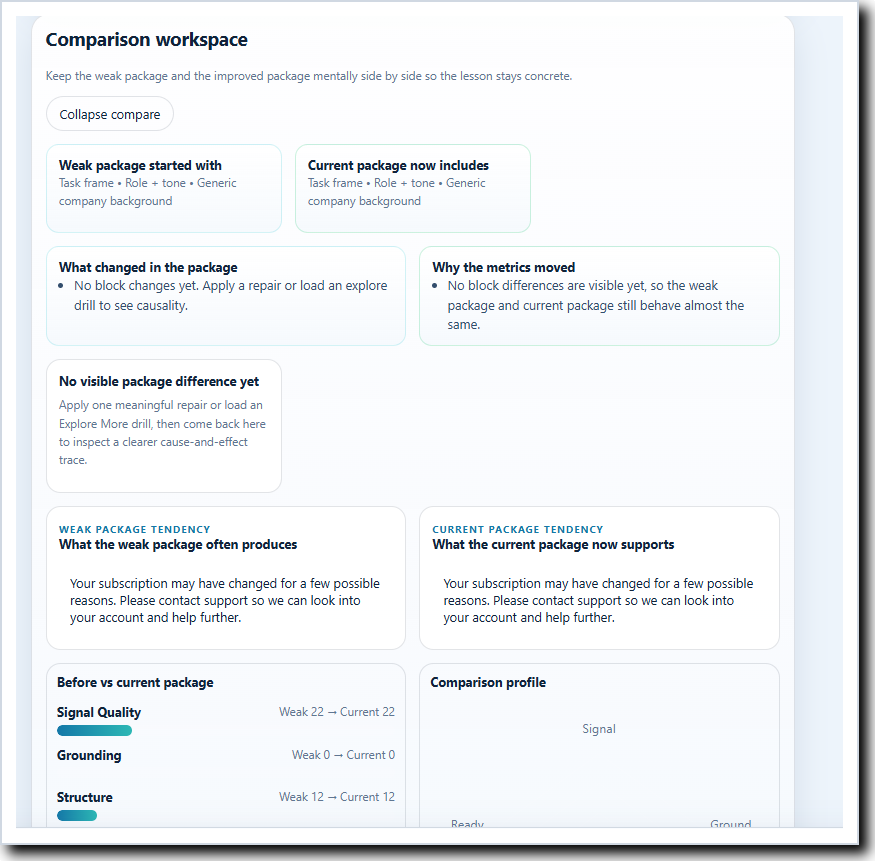 Comparison workspace
Keep the weak package and the improved package mentally side by side so the lesson stays concrete.
Collapse compare
Weak package started with
Task frame • Role + tone • Generic
company background
Current package now includes
Task frame • Role + tone • Generic
company background
What changed in the package
• No block changes yet. Apply a repair or load an explore
drill to see causality.
Why the metrics moved
• No block differences are visible yet, so the weak
package and current package still behave almost the
same.
No visible package difference yet
Apply one meaningful repair or load an
Explore More drill, then come back here
to inspect a clearer cause-and-effect
trace.
WEAK PACKAGE TENDENCY
What the weak package often produces
Your subscription may have changed for a few possible
reasons. Please contact support so we can look into
your account and help further.
CURRENT PACKAGE TENDENCY
What the current package now supports
Your subscription may have changed for a few possible
reasons. Please contact support so we can look into
your account and help further.
Before vs current package
Signal Quality Weak 22 → Current 22
Grounding Weak 0 → Current 0
Structure Weak 12 → Current 12
Comparison profile
Signal
Ready Ground